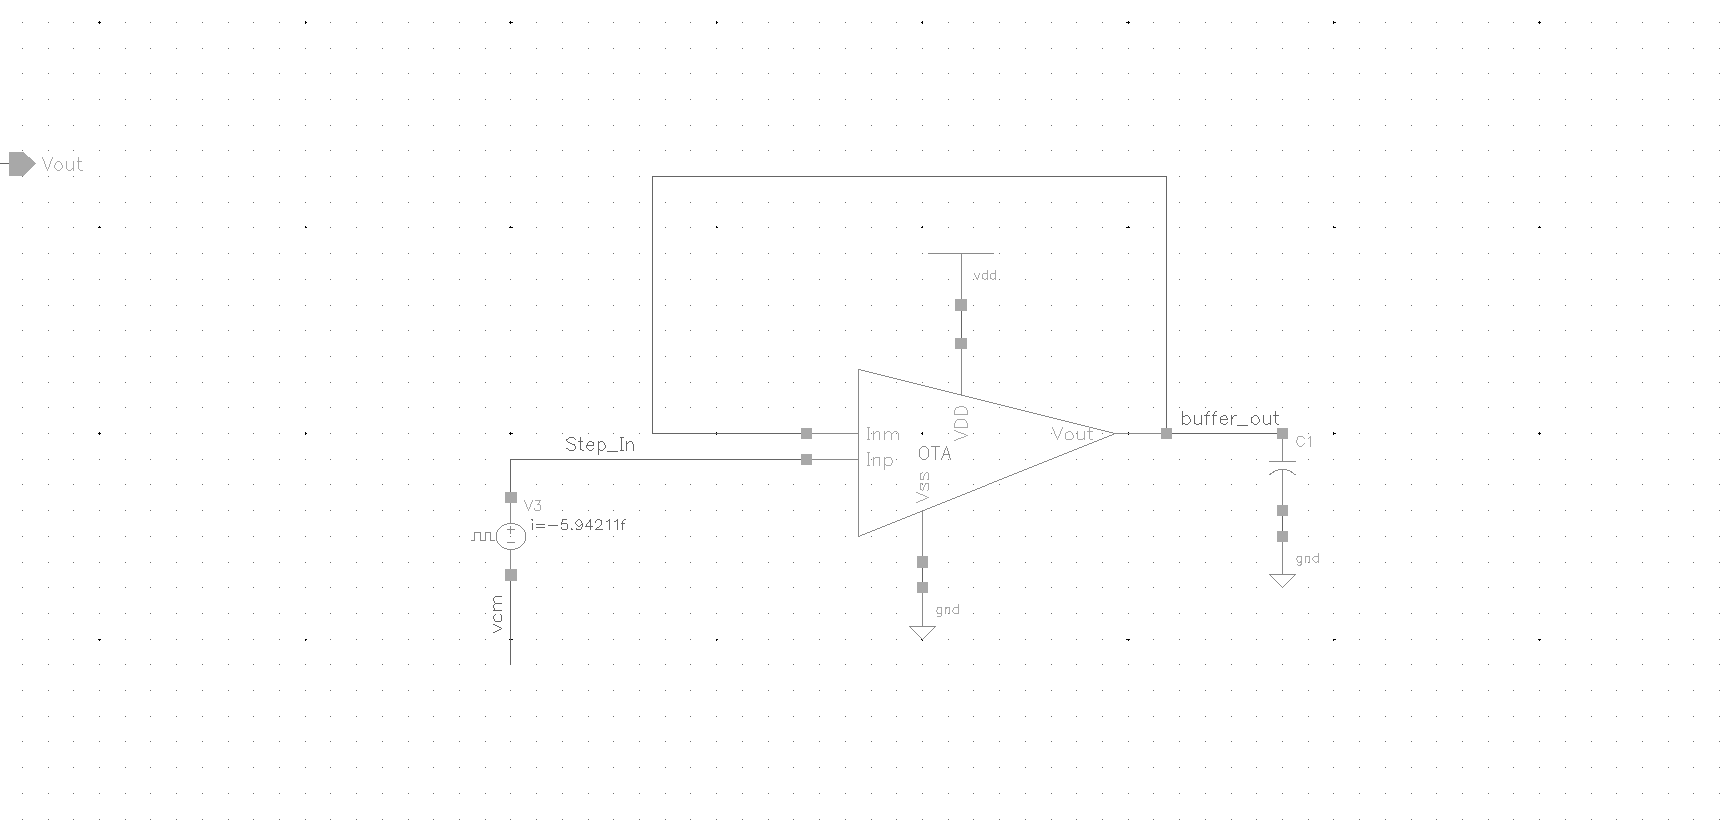 Vout
vdd
buffer_out
Step_In
Inm
VDD
Vout
C1
OTA
Inp
Vss
V3
i=-5.94211f
gnd
vcm
gnd